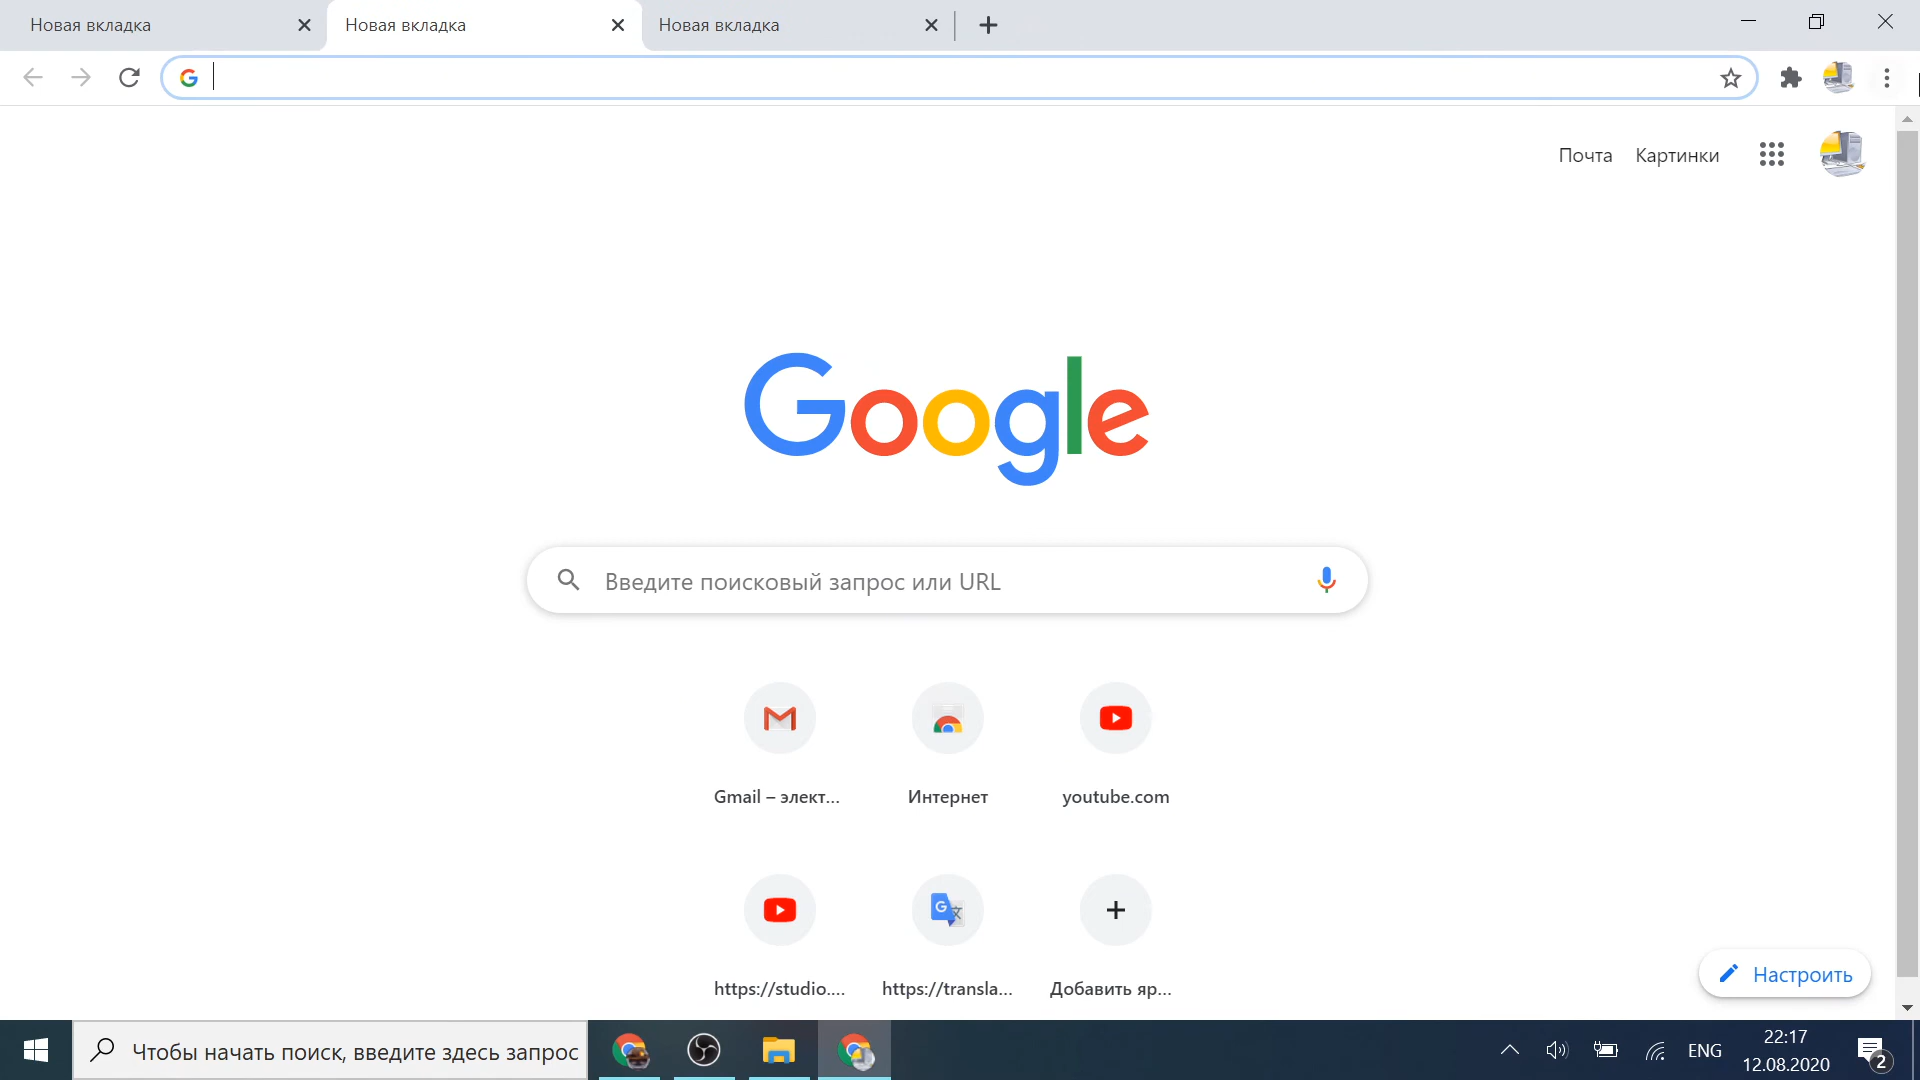 Новая вкладка
Новая вкладка
Новая вкладка
Почта
Картинки
Google
Введите поисковый запрос или URL
Gmail – элект...
Интернет
youtube.com
https://studio....
https://transla...
Добавить яр...
Настроить
Чтобы начать поиск, введите здесь запрос
ENG
22:17
12.08.2020
2